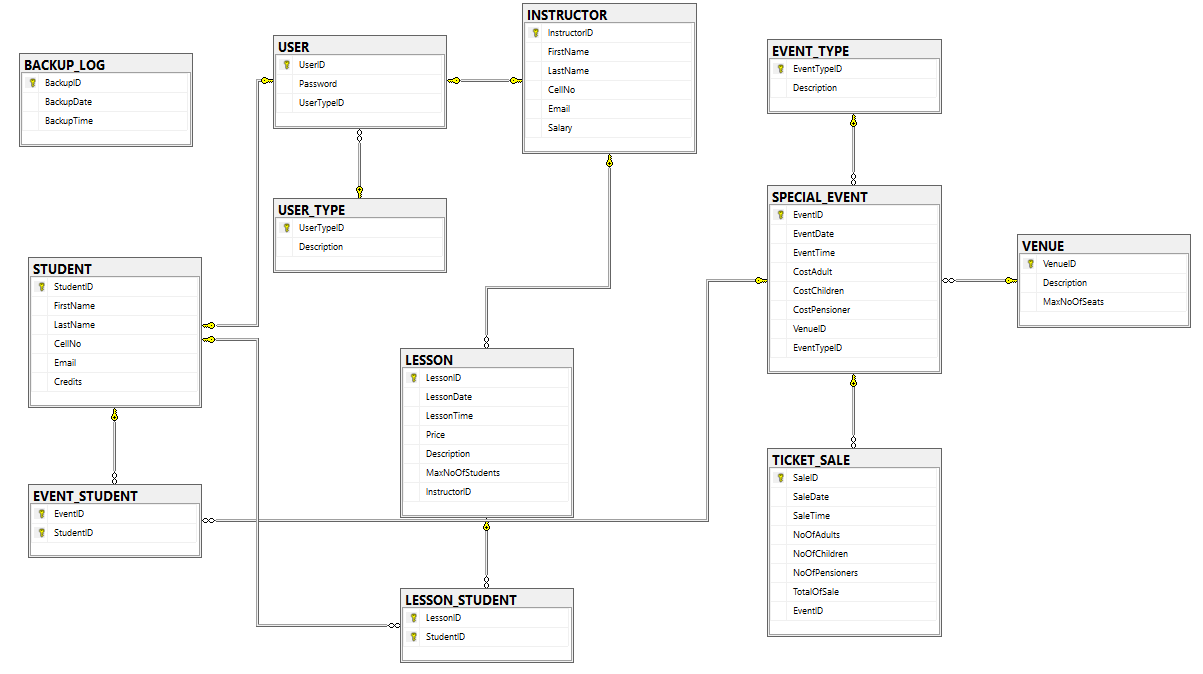 BACKUP_LOG
BackupID
BackupDate
BackupTime
USER
UserID
Password
UserTypeID
INSTRUCTOR
InstructorID
FirstName
LastName
CellNo
Email
Salary
EVENT_TYPE
EventTypeID
Description
USER_TYPE
UserTypeID
Description
SPECIAL_EVENT
EventID
EventDate
EventTime
CostAdult
CostChildren
CostPensioner
VenueID
EventTypeID
VENUE
VenueID
Description
MaxNoOfSeats
STUDENT
StudentID
FirstName
LastName
CellNo
Email
Credits
LESSON
LessonID
LessonDate
LessonTime
Price
Description
MaxNoOfStudents
InstructorID
TICKET_SALE
SaleID
SaleDate
SaleTime
NoOfAdults
NoOfChildren
NoOfPensioners
TotalOfSale
EventID
EVENT_STUDENT
EventID
StudentID
LESSON_STUDENT
LessonID
StudentID